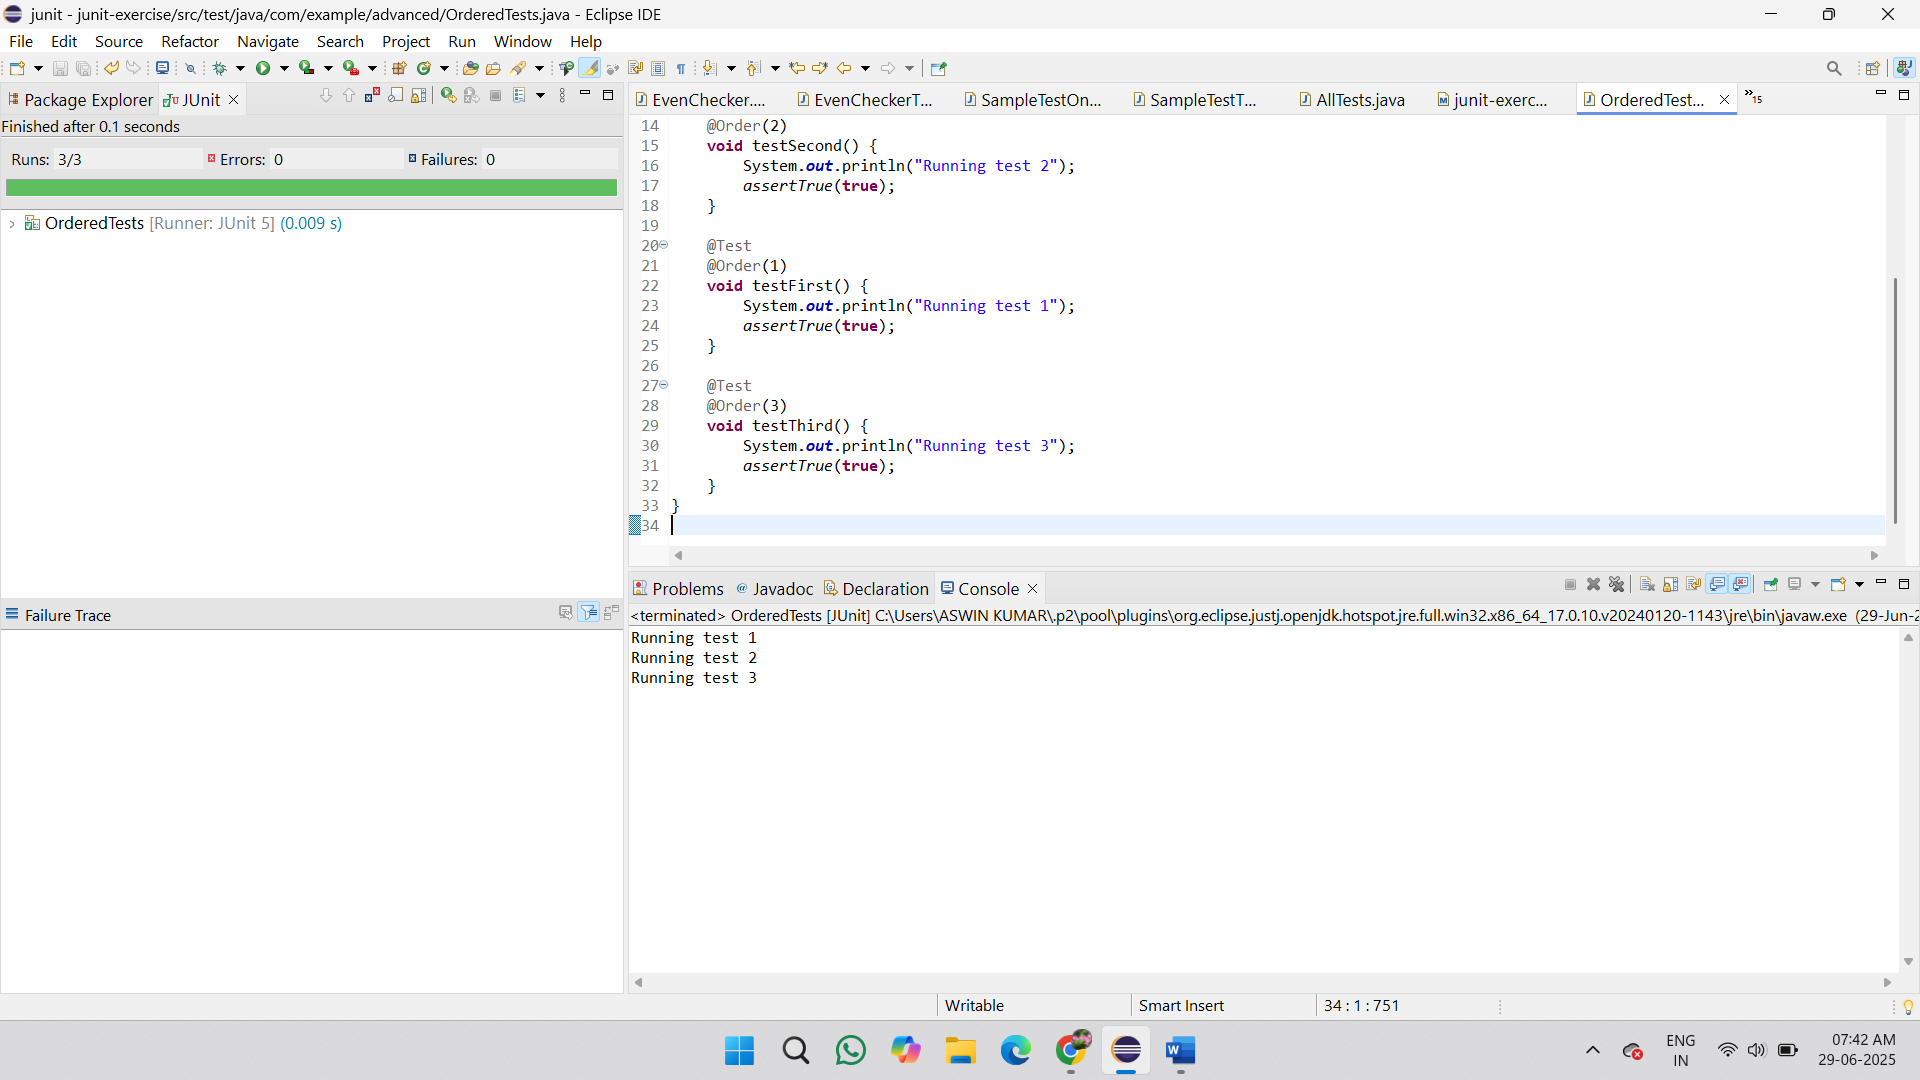 junit - junit-exercise/src/test/java/com/example/advanced/OrderedTests.java - Eclipse IDE
File Edit Source Refactor Navigate Search Project Run Window Help
Package Explorer JUnit
Finished after 0.1 seconds
Runs: 3/3 Errors: 0 Failures: 0
OrderedTests [Runner: JUnit 5] (0.009 s)
Failure Trace
EvenChecker.... EvenCheckerT... SampleTestOn... SampleTestT... AllTests.java junit-exerc... OrderedTest... »15
14 @Order(2)
15 void testSecond() {
16 System.out.println("Running test 2");
17 assertTrue(true);
18 }
19
20 @Test
21 @Order(1)
22 void testFirst() {
23 System.out.println("Running test 1");
24 assertTrue(true);
25 }
26
27 @Test
28 @Order(3)
29 void testThird() {
30 System.out.println("Running test 3");
31 assertTrue(true);
32 }
33 }
34
Problems Javadoc Declaration Console
<terminated> OrderedTests [JUnit] C:\Users\ASWIN KUMAR\.p2\pool\plugins\org.eclipse.justj.openjdk.hotspot.jre.full.win32.x86_64_17.0.10.v20240120-1143\jre\bin\javaw.exe (29-Jun-2
Running test 1
Running test 2
Running test 3
Writable Smart Insert 34 : 1 : 751
ENG
IN
07:42 AM
29-06-2025